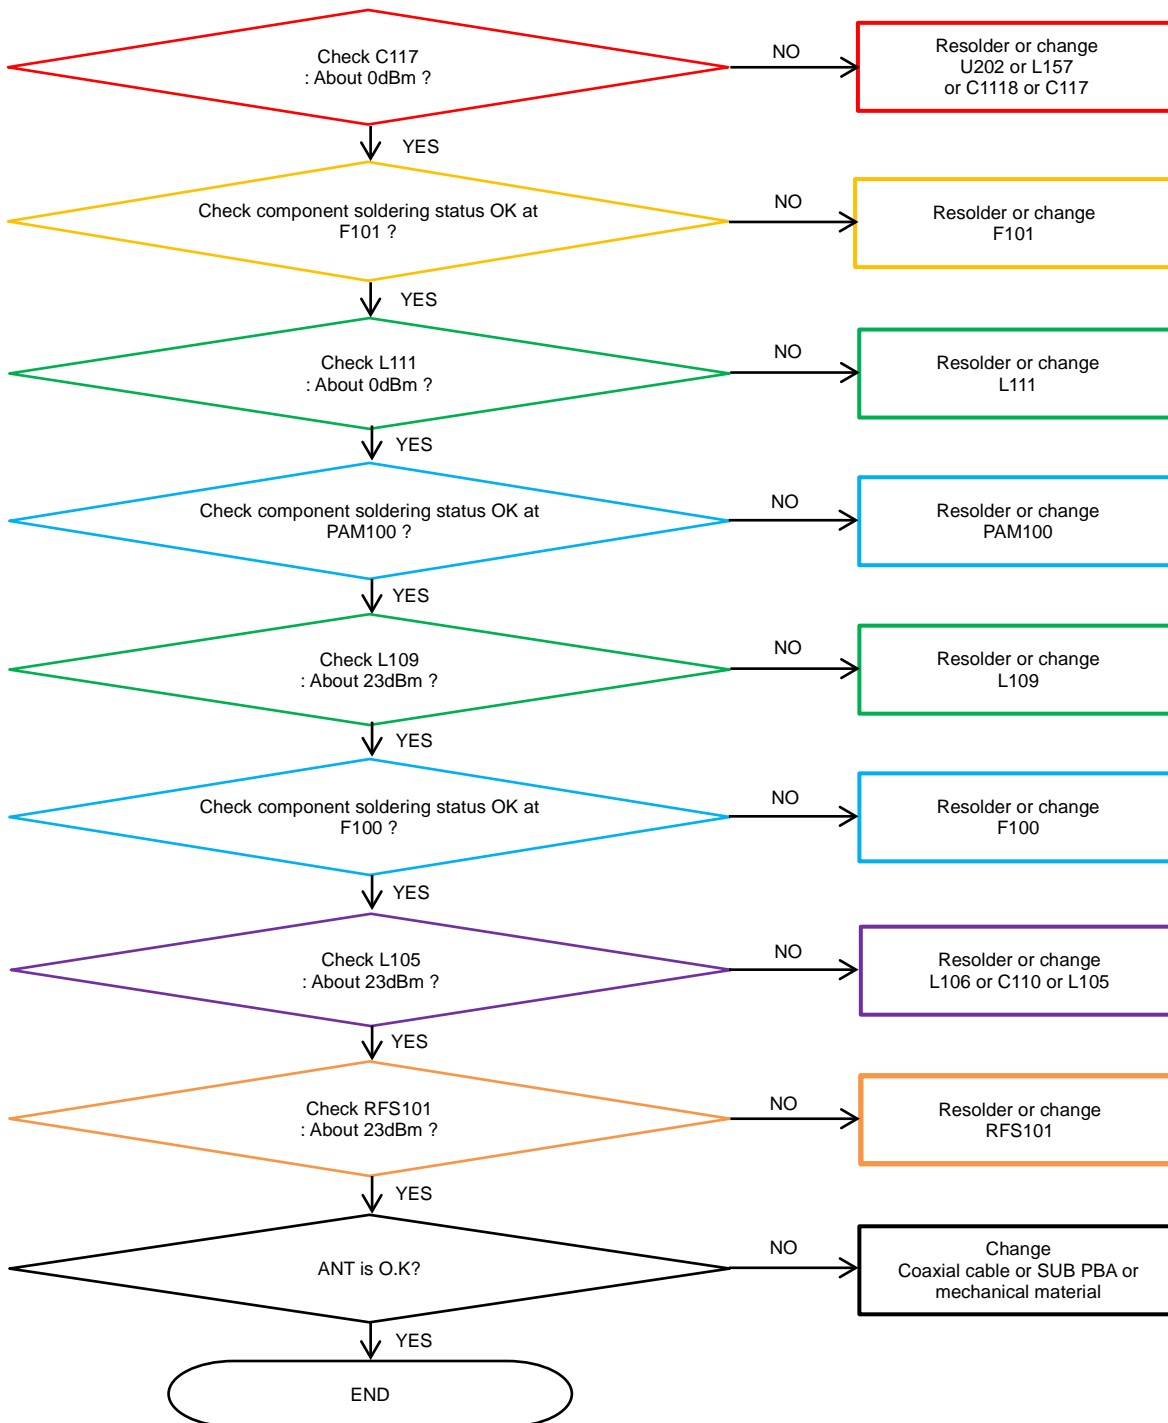 Check C117
: About 0dBm ?
NO
Resolder or change
U202 or L157
or C1118 or C117
YES
Check component soldering status OK at
F101 ?
NO
Resolder or change
F101
YES
Check L111
: About 0dBm ?
NO
Resolder or change
L111
YES
Check component soldering status OK at
PAM100 ?
NO
Resolder or change
PAM100
YES
Check L109
: About 23dBm ?
NO
Resolder or change
L109
YES
Check component soldering status OK at
F100 ?
NO
Resolder or change
F100
YES
Check L105
: About 23dBm ?
NO
Resolder or change
L106 or C110 or L105
YES
Check RFS101
: About 23dBm ?
NO
Resolder or change
RFS101
YES
ANT is O.K?
NO
Change
Coaxial cable or SUB PBA or
mechanical material
YES
END